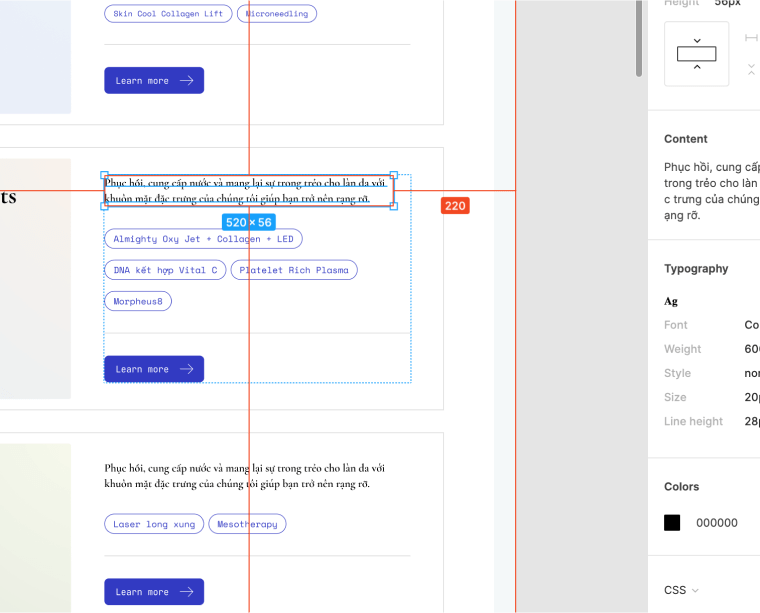 Height 56px
Skin Cool Collagen Lift Microneedling
Learn more
Content
ts
Phục hồi, cung cấp nước và mang lại sự trong trẻo cho làn da với
khuôn mặt đặc trưng của chúng tôi giúp bạn trở nên rạng rỡ.
220
520 × 56
Almighty Oxy Jet + Collagen + LED
DNA kết hợp Vital C Platelet Rich Plasma
Morpheus8
Learn more
Phục hồi, cung cấp
trong trẻo cho làn
c trưng của chúng
ạng rỡ.
Typography
Ag
Font Co
Weight 60
Style nor
Size 20p
Line height 28p
Phục hồi, cung cấp nước và mang lại sự trong trẻo cho làn da với
khuôn mặt đặc trưng của chúng tôi giúp bạn trở nên rạng rỡ.
Laser long xung Mesotherapy
Learn more
Colors
000000
CSS